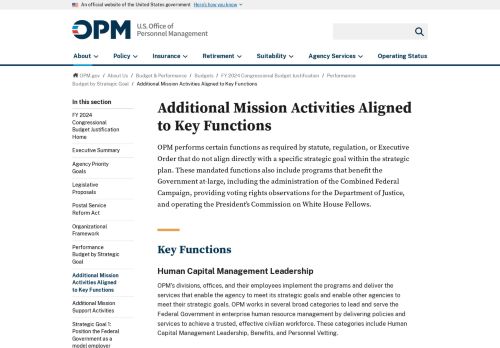 An official website of the United States government Here's how you know
OPM U.S. Office of
Personnel Management
About Policy Insurance Retirement Suitability Agency Services Operating Status
OPM.gov / About Us / Budget & Performance / Budgets / FY 2024 Congressional Budget Justification / Performance
Budget by Strategic Goal / Additional Mission Activities Aligned to Key Functions
In this section
FY 2024
Congressional
Budget Justification
Home
Executive Summary
Agency Priority
Goals
Legislative
Proposals
Postal Service
Reform Act
Organizational
Framework
Performance
Budget by Strategic
Goal
Additional Mission
Activities Aligned
to Key Functions
Additional Mission
Support Activities
Strategic Goal 1:
Position the Federal
Government as a
model employer
Additional Mission Activities Aligned
to Key Functions
OPM performs certain functions as required by statute, regulation, or Executive
Order that do not align directly with a specific strategic goal within the strategic
plan. These mandated functions also include programs that benefit the
Government at-large, including the administration of the Combined Federal
Campaign, providing voting rights observations for the Department of Justice,
and operating the President's Commission on White House Fellows.
Key Functions
Human Capital Management Leadership
OPM's divisions, offices, and their employees implement the programs and deliver the
services that enable the agency to meet its strategic goals and enable other agencies to
meet their strategic goals. OPM works in several broad categories to lead and serve the
Federal Government in enterprise human resource management by delivering policies and
services to achieve a trusted, effective civilian workforce. These categories include Human
Capital Management Leadership, Benefits, and Personnel Vetting.